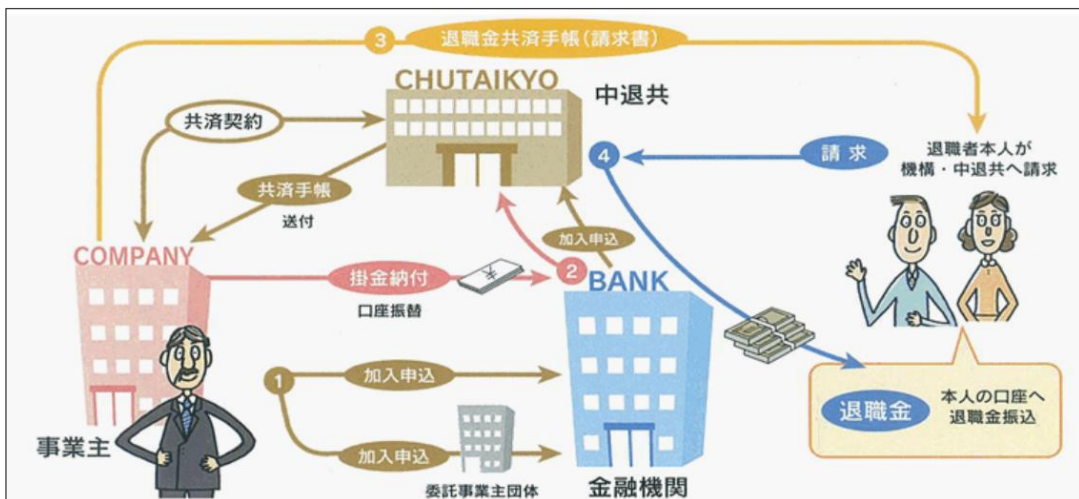 3
退職金共済手帳(請求書)
CHUTAIKYO
中退共
共済契約
4
請求
退職者本人が
機構・中退共へ請求
共済手帳
送付
加入申込
COMPANY
掛金納付
2
BANK
口座振替
1
加入申込
退職金
本人の口座へ
退職金振込
事業主
加入申込
委託事業主団体
金融機関